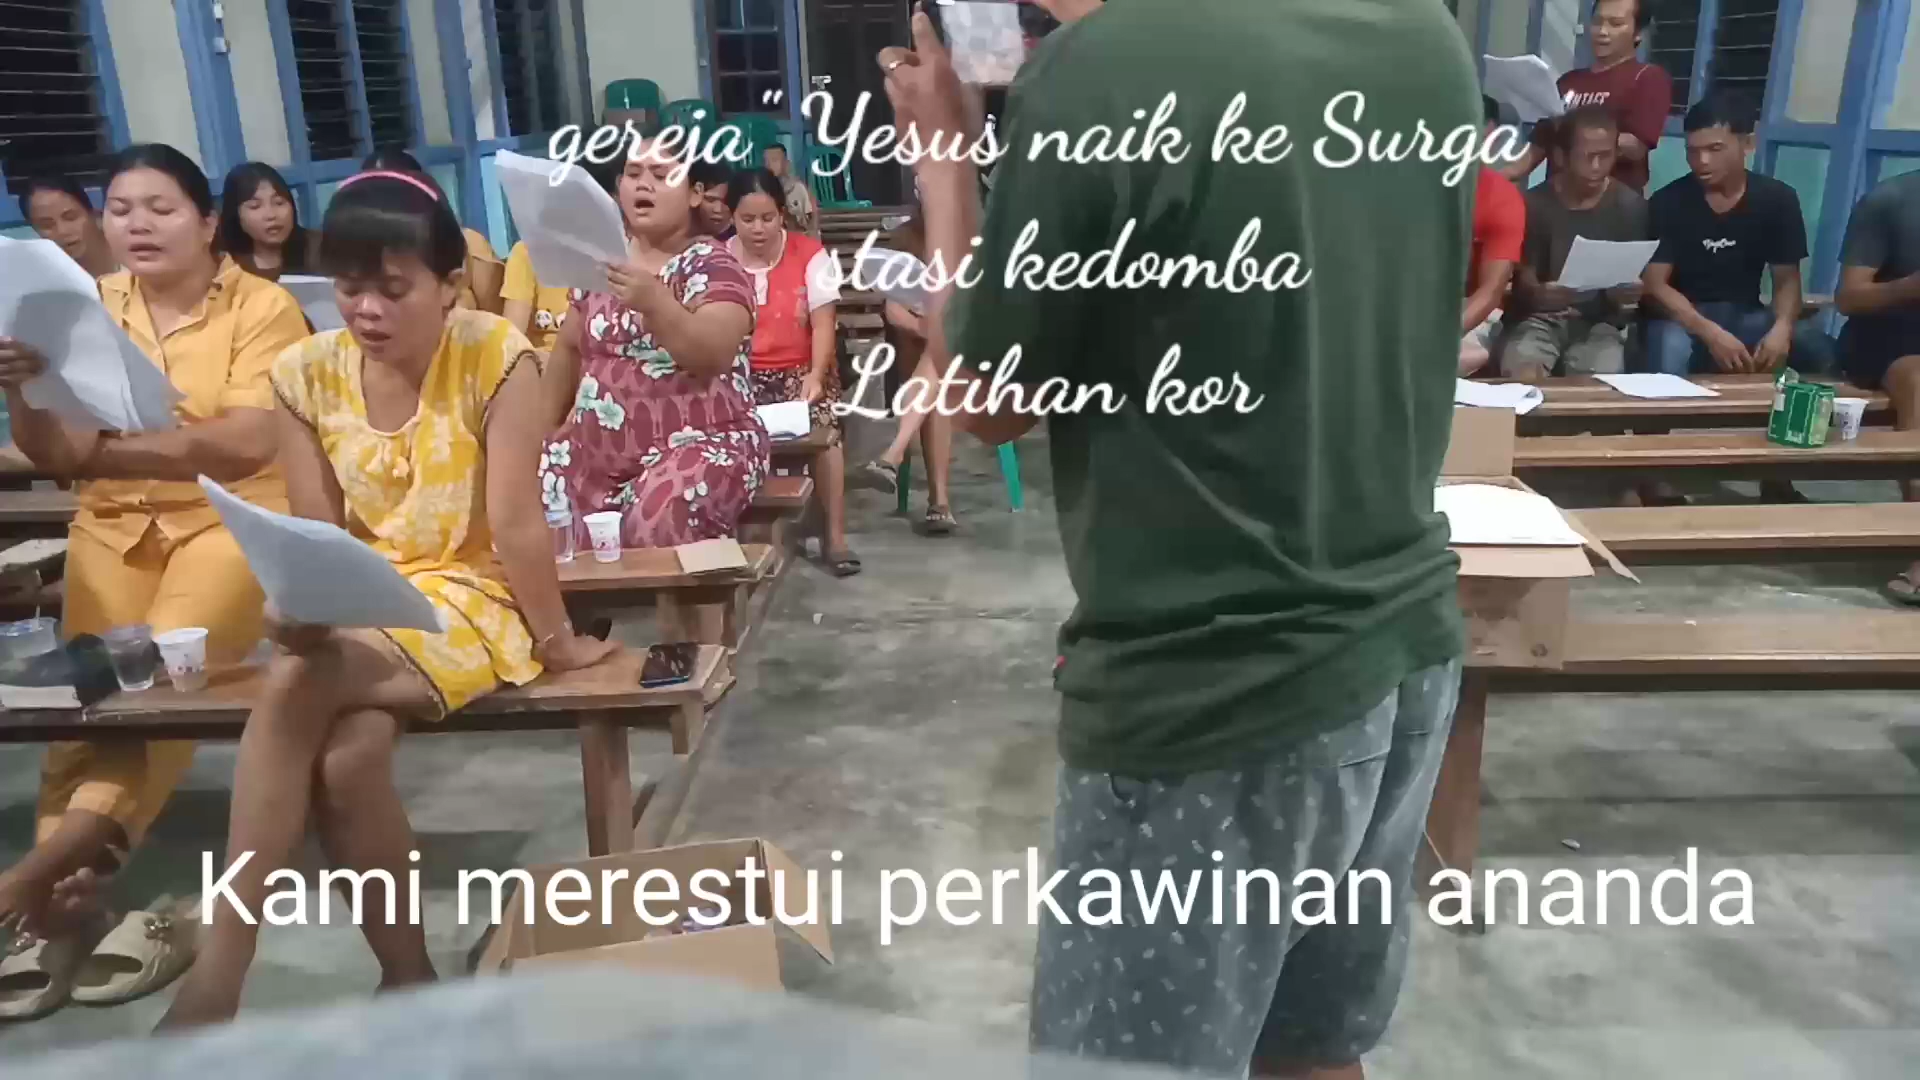 gereja " Yesus naik ke Surga
stasi kedomba
Latihan kor
Kami merestui perkawinan ananda